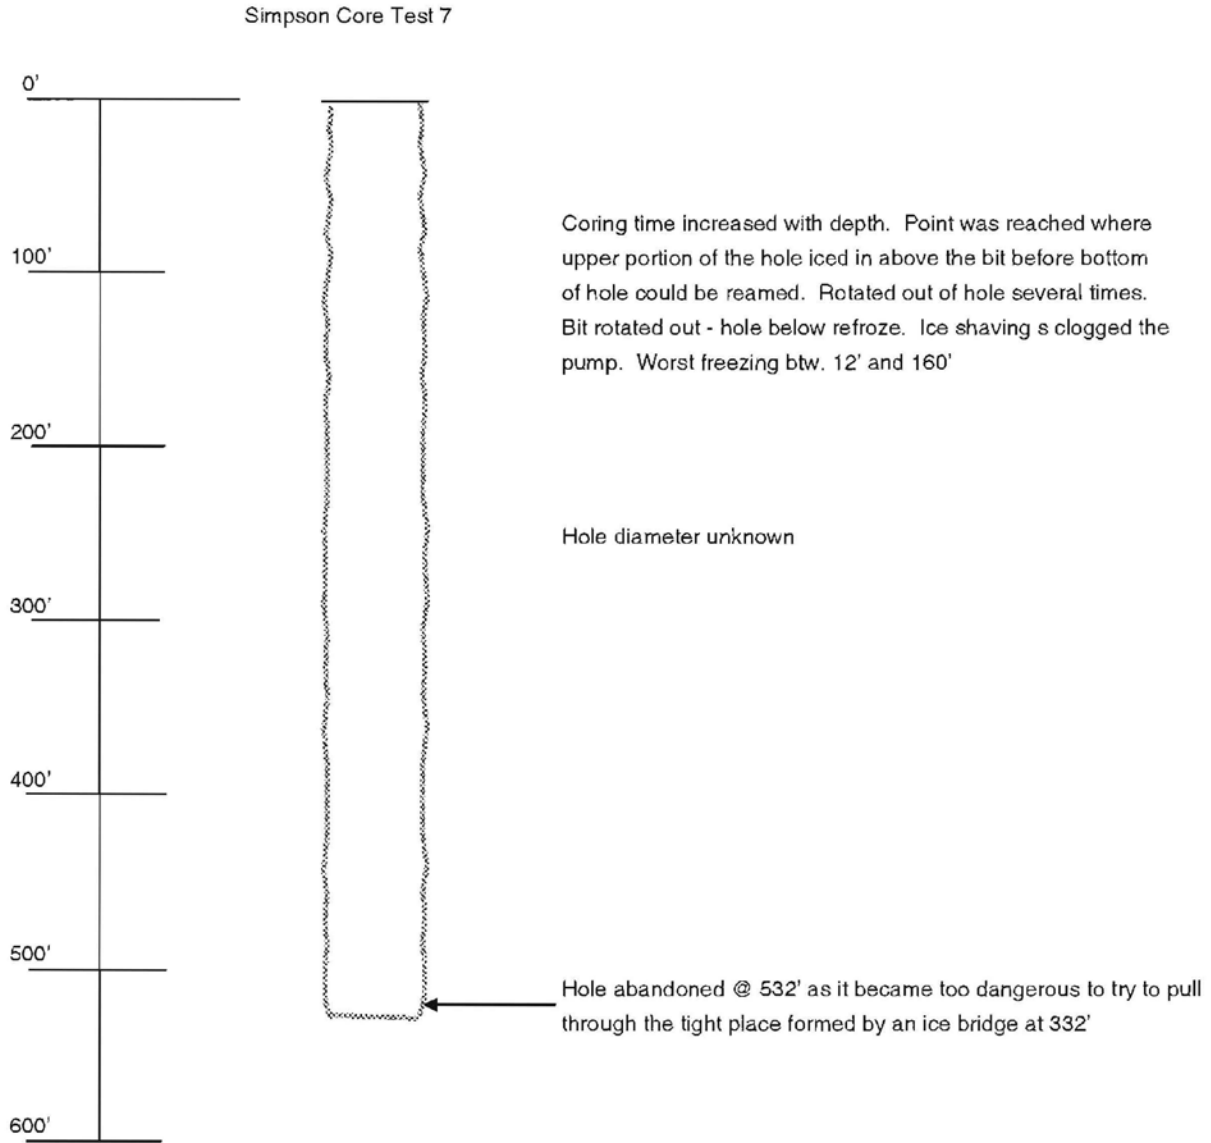 Simpson Core Test 7
0'
100'
Coring time increased with depth. Point was reached where
upper portion of the hole iced in above the bit before bottom
of hole could be reamed. Rotated out of hole several times.
Bit rotated out - hole below refroze. Ice shaving s clogged the
pump. Worst freezing btw. 12' and 160'
200'
Hole diameter unknown
300'
400'
500'
Hole abandoned @ 532' as it became too dangerous to try to pull
through the tight place formed by an ice bridge at 332'
600'